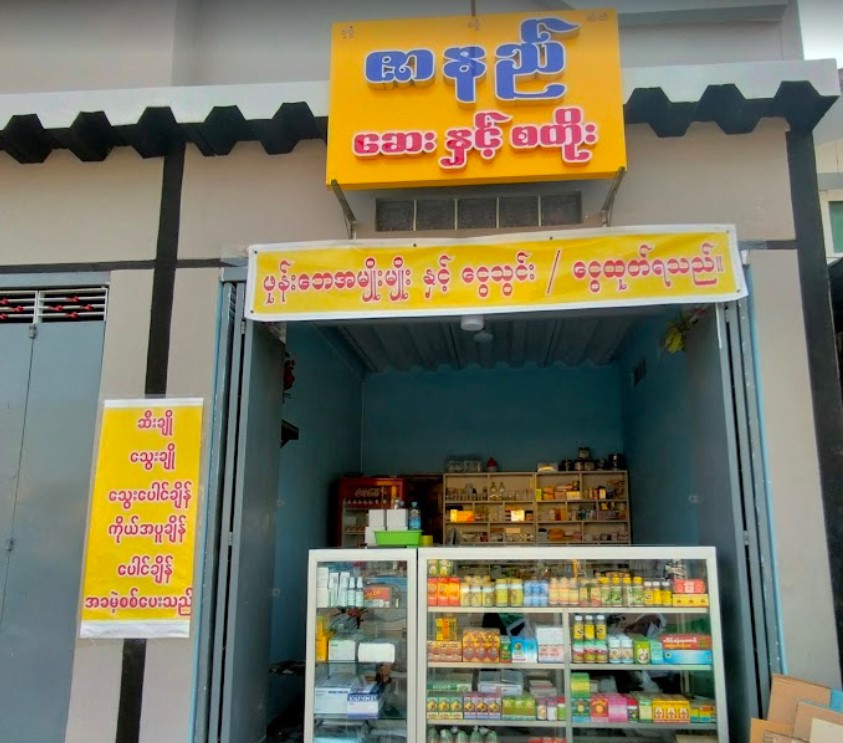 ဧာနည်
ဆေး နှင့် စတိုး
ဖုန်းဘေအမျိုးမျိုး နှင့် ငွေသွင်း / ငွေထုတ်ရသည်။
ဆီးချို
သွေးချို
သွေးပေါင်ချိန်
ကိုယ်အပူချိန်
ပေါင်ချိန်
အခမဲ့စစ်ပေးသည်